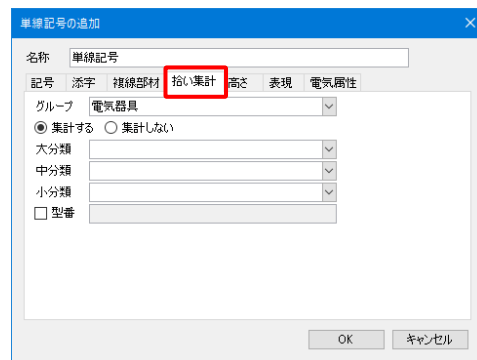 単線記号の追加
名称 単線記号
記号 添字 複線部材 拾い集計 高さ 表現 電気属性
グループ 電気器具
集計する 集計しない
大分類
中分類
小分類
型番
OK キャンセル